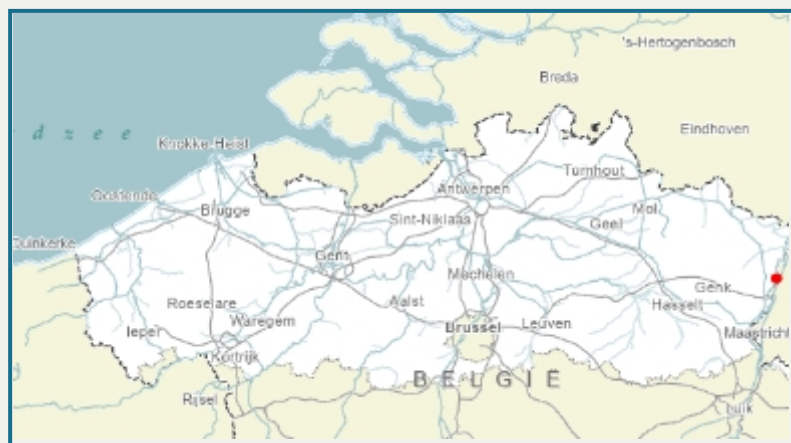 's-Hertogenbosch
Breda
d z e e
Eindhoven
Knokke-Heist
Turnhout
Antwerpen
Oostende
Mol
Brugge
Sint-Niklaas
Geel
Duinkerke
Gent
Mechelen
Genk
Roeselare
Aalst
Hasselt
Waregem
Ieper
Brussel
Leuven
Maastricht
Kortrijk
BELGIË
Rijsel
Luik